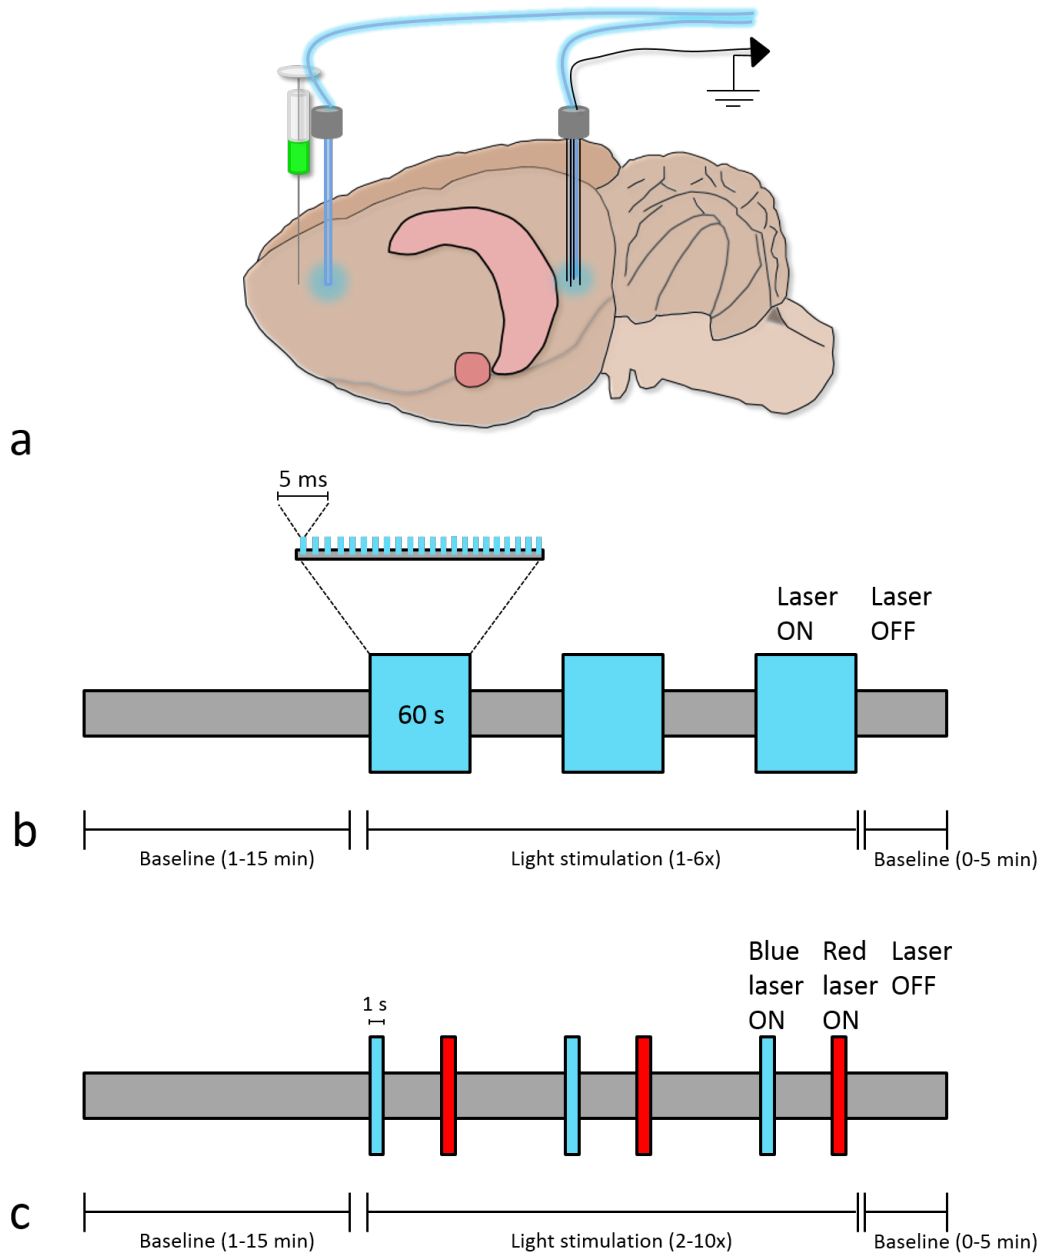 a
5 ms
Laser
ON
Laser
OFF
60 s
b
Baseline (1-15 min)
Light stimulation (1-6x)
Baseline (0-5 min)
Blue
laser
ON
Red
laser
ON
Laser
OFF
1 s
c
Baseline (1-15 min)
Light stimulation (2-10x)
Baseline (0-5 min)